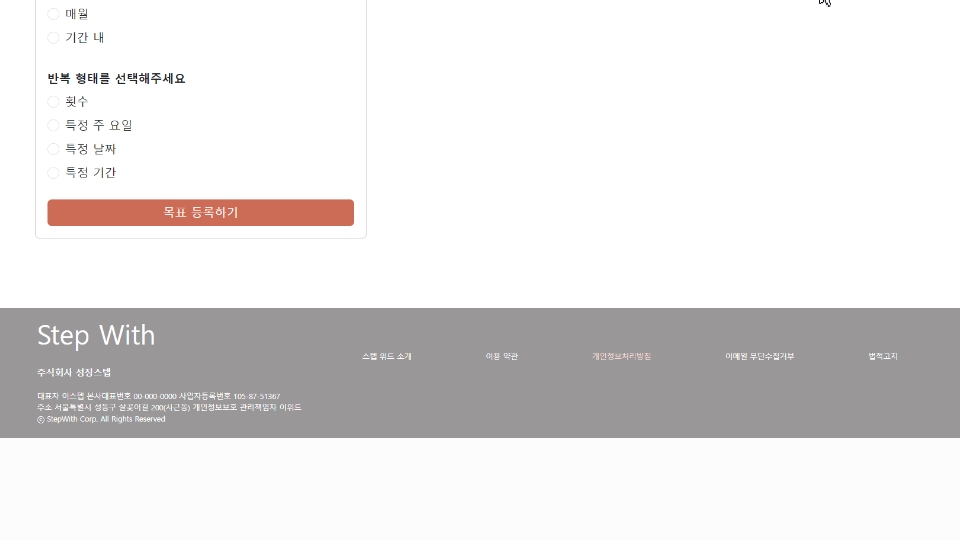 매월
기간 내
반복 형태를 선택해주세요
횟수
특정 주 요일
특정 날짜
특정 기간
목표 등록하기
Step With
스텝 위드 소개
이용 약관
개인정보처리방침
이메일 무단수집거부
법적고지
주식회사 성장스텝
대표자 이스텝 본사대표번호 00-000-0000 사업자등록번호 105-87-51367
주소 서울특별시 성동구 살곶이길 200(사근동) 개인정보보호 관리책임자 이위드
ⓒ StepWith Corp. All Rights Reserved